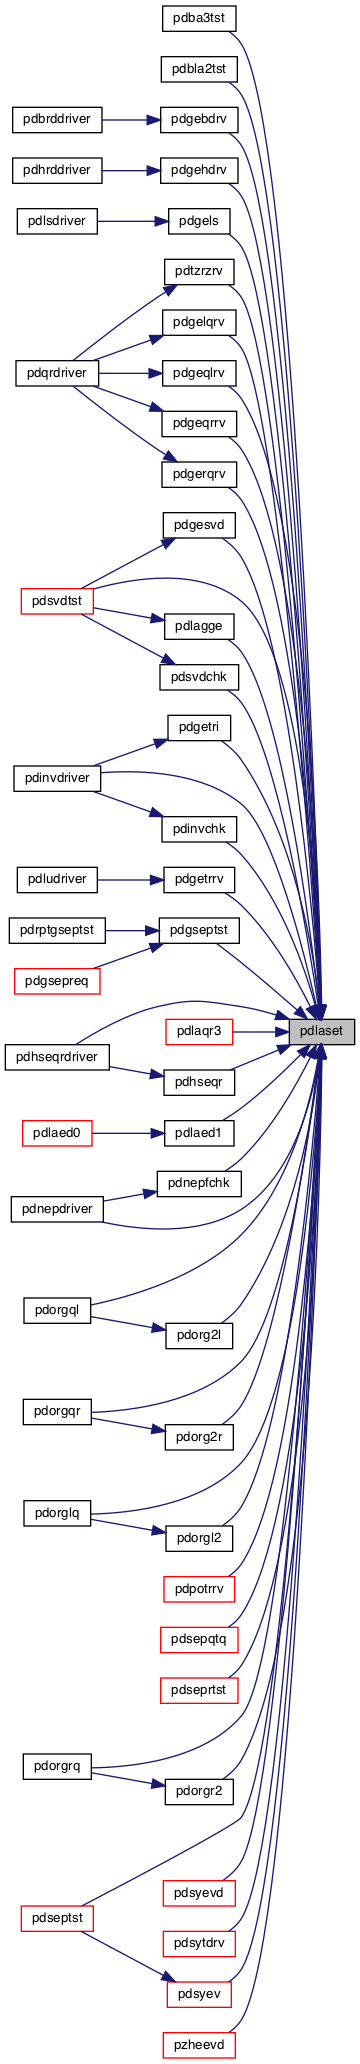 pdba3tst
pdbla2tst
pdbrddriver
pdgebdrv
pdhrddriver
pdgehdrv
pdlsdriver
pdgels
pdtzrzrv
pdgelqrv
pdqrdriver
pdgeqlrv
pdgeqrrv
pdgerqrv
pdgesvd
pdsvdtst
pdlagge
pdsvdchk
pdgetri
pdinvdriver
pdinvchk
pdludriver
pdgetrrv
pdrptgseptst
pdgseptst
pdgsepreq
pdlaqr3
pdlaset
pdhseqrdriver
pdhseqr
pdlaed0
pdlaed1
pdnepfchk
pdnepdriver
pdorgql
pdorg2l
pdorgqr
pdorg2r
pdorglq
pdorgl2
pdpotrrv
pdsepqtq
pdseprtst
pdorgrq
pdorgr2
pdsyevd
pdseptst
pdsytdrv
pdsyev
pzheevd